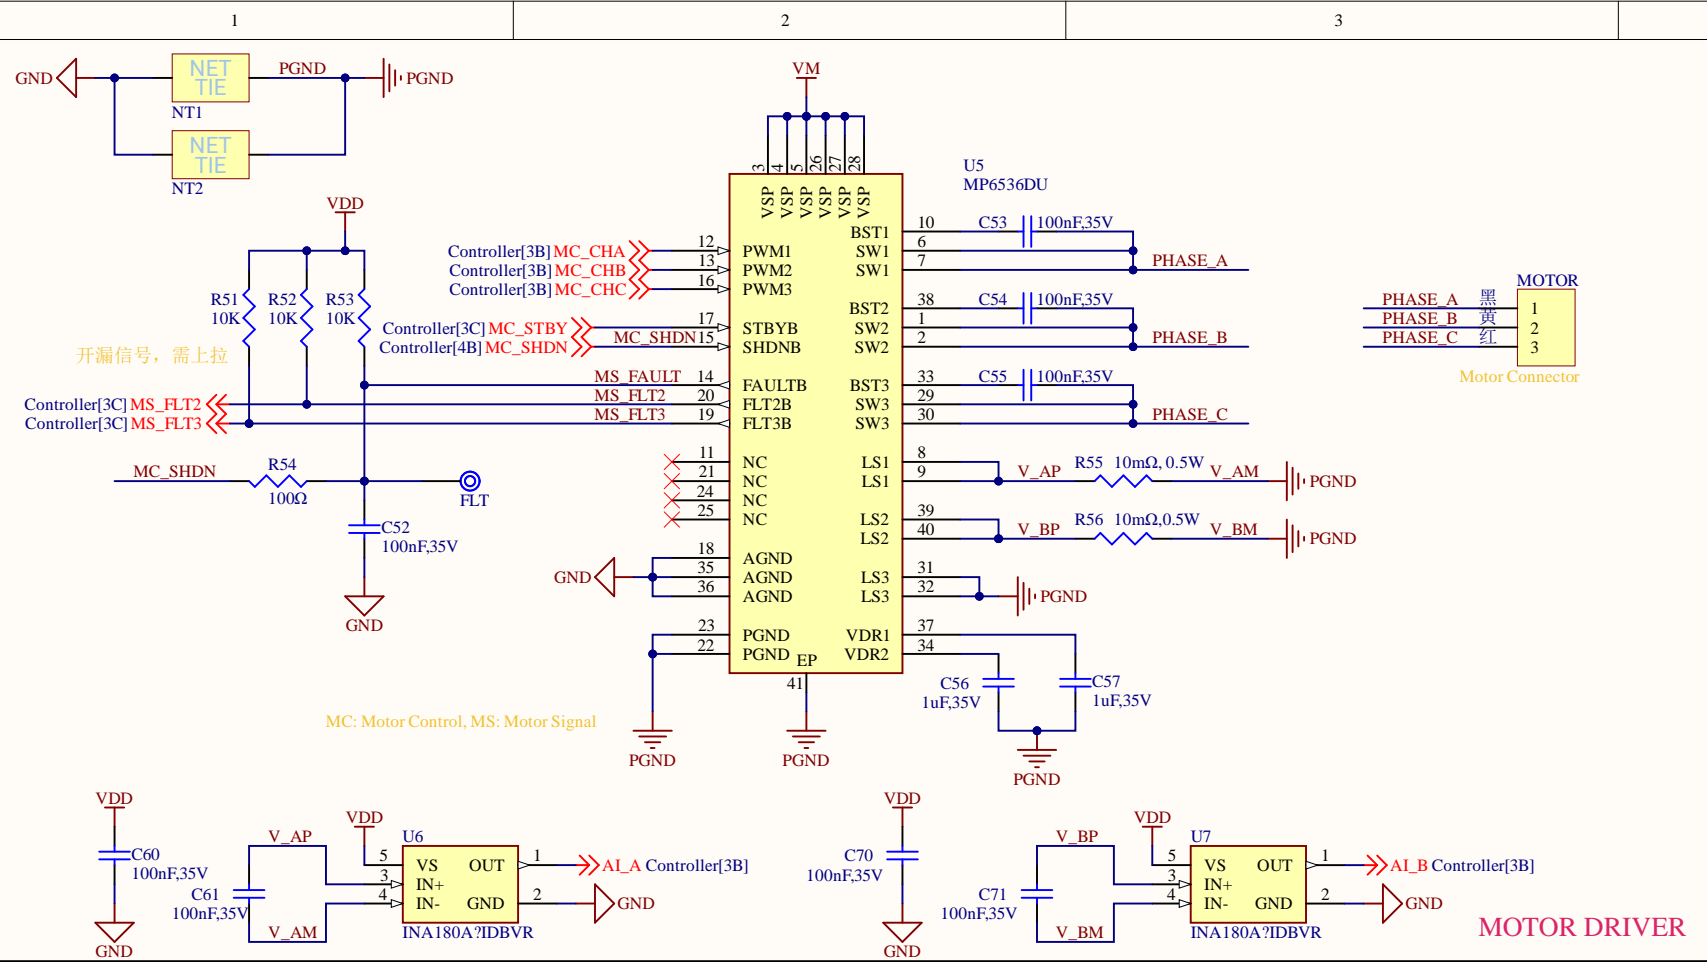 1
2
3
GND
NET
TIE
PGND
PGND
NT1
NET
TIE
NT2
VDD
R51
10K
R52
10K
R53
10K
开漏信号，需上拉
Controller[3C] MS_FLT2
Controller[3C] MS_FLT3
MC_SHDN
R54
100Ω
FLT
C52
100nF,35V
GND
VM
3
4
5
26
27
28
VSP
VSP
VSP
VSP
VSP
VSP
U5
MP6536DU
Controller[3B] MC_CHA
12
PWM1
Controller[3B] MC_CHB
13
PWM2
Controller[3B] MC_CHC
16
PWM3
Controller[3C] MC_STBY
17
STBYB
Controller[4B] MC_SHDN
MC_SHDN
15
SHDNB
MS_FAULT
14
FAULTB
MS_FLT2
20
FLT2B
MS_FLT3
19
FLT3B
11
NC
21
NC
24
NC
25
NC
GND
18
AGND
35
AGND
36
AGND
23
PGND
22
PGND
EP
41
PGND
PGND
BST1
10
C53
100nF,35V
SW1
6
SW1
7
PHASE_A
BST2
38
C54
100nF,35V
SW2
1
SW2
2
PHASE_B
BST3
33
C55
100nF,35V
SW3
29
SW3
30
PHASE_C
LS1
8
LS1
9
V_AP
R55
10mΩ, 0.5W
V_AM
PGND
LS2
39
LS2
40
V_BP
R56
10mΩ,0.5W
V_BM
PGND
LS3
31
LS3
32
PGND
VDR1
37
VDR2
34
C56
1uF,35V
C57
1uF,35V
PGND
MOTOR
PHASE_A
黑
1
PHASE_B
黄
2
PHASE_C
红
3
Motor Connector
MC: Motor Control, MS: Motor Signal
VDD
C60
100nF,35V
GND
V_AP
C61
100nF,35V
V_AM
VDD
U6
5
VS
3
IN+
4
IN-
OUT
1
AI_A Controller[3B]
GND
2
GND
INA180A?IDBVR
VDD
C70
100nF,35V
GND
V_BP
C71
100nF,35V
V_BM
VDD
U7
5
VS
3
IN+
4
IN-
OUT
1
AI_B Controller[3B]
GND
2
GND
INA180A?IDBVR
MOTOR DRIVER